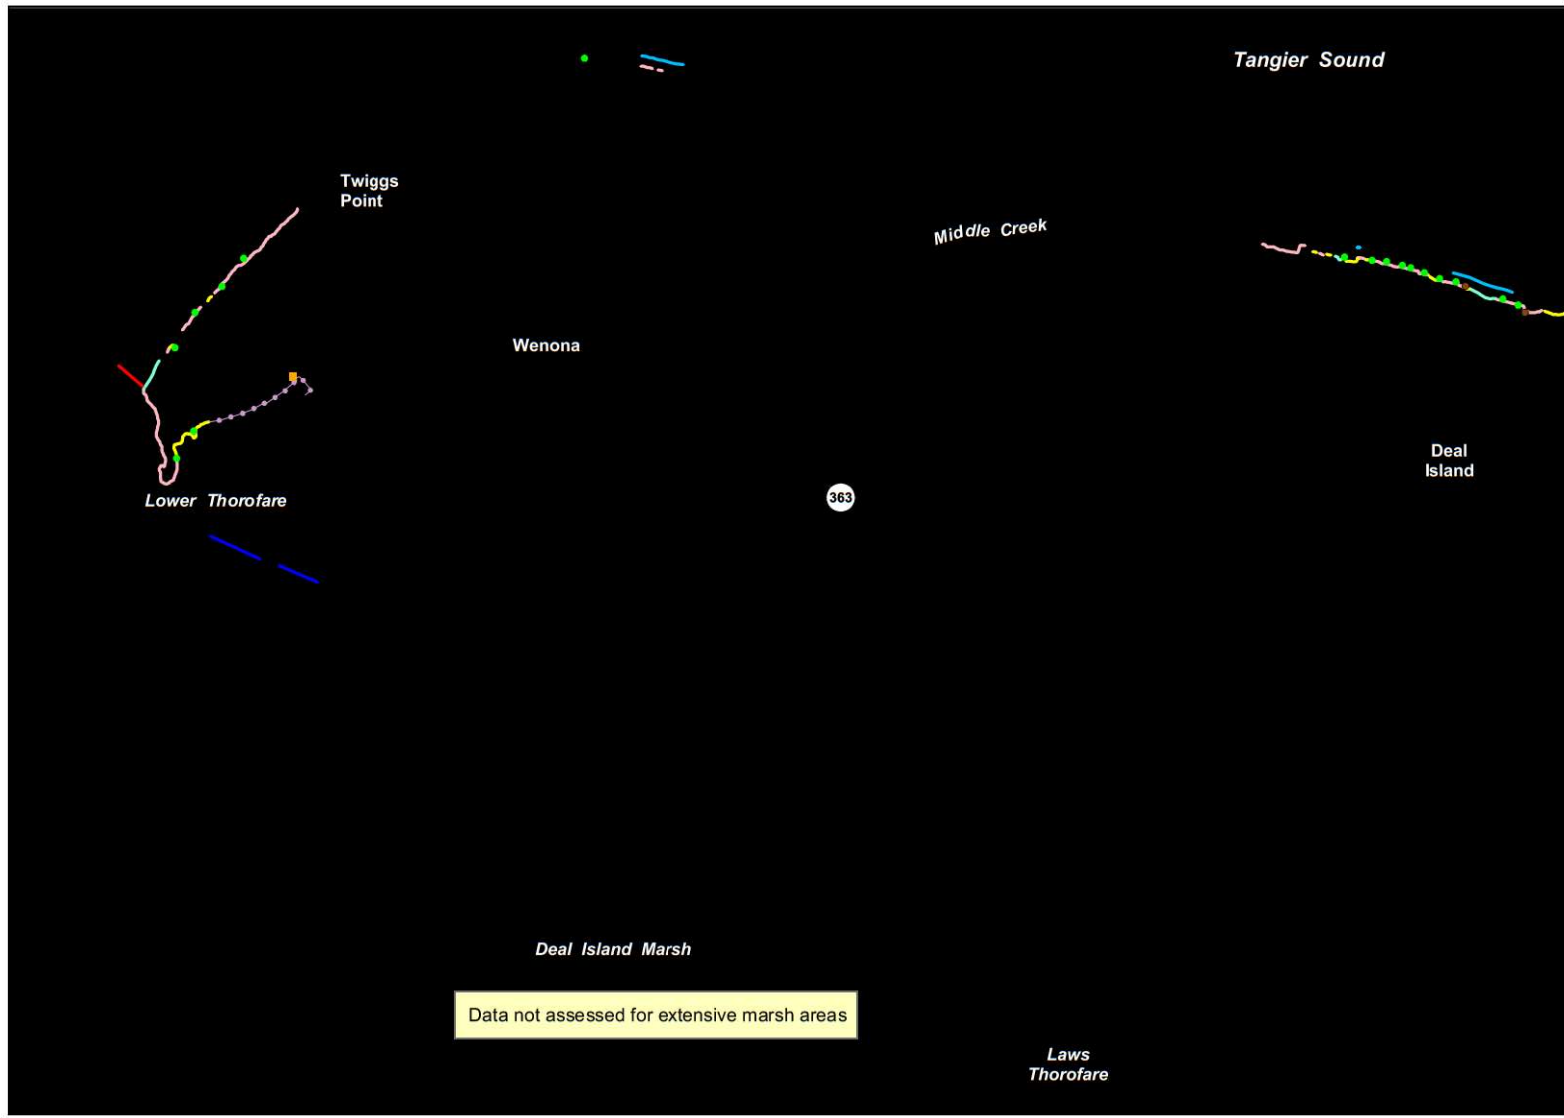 Tangier Sound
Twiggs
Point
Middle Creek
Wenona
Deal
Island
363
Lower Thorofare
Deal Island Marsh
Data not assessed for extensive marsh areas
Laws
Thorofare